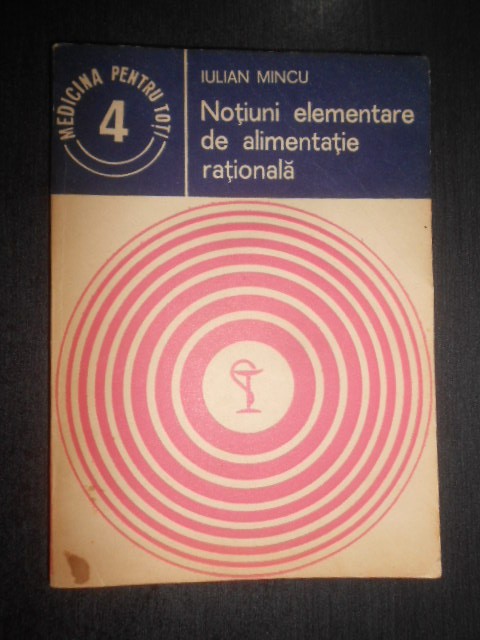 MEDICINA PENTRU TOȚI
4
IULIAN MINCU
Noțiuni elementare
de alimentație
rațională